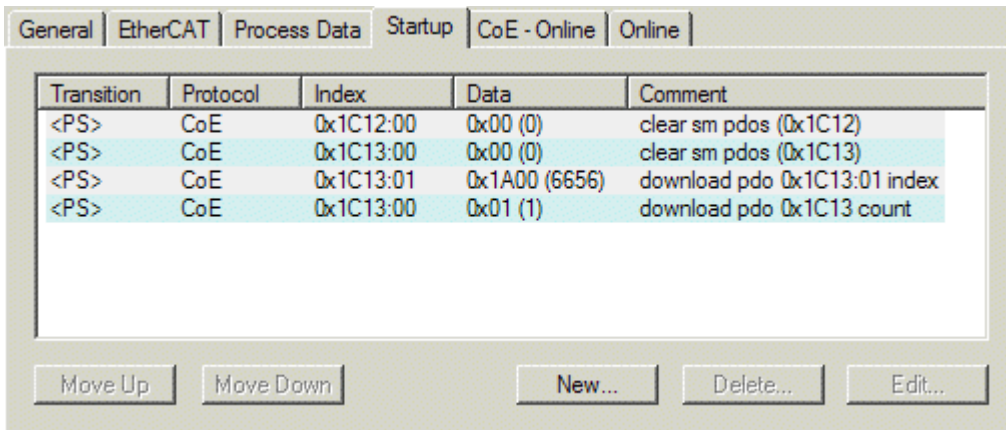 General EtherCAT Process Data Startup CoE - Online Online
Transition Protocol Index Data Comment
<PS> CoE 0x1C12:00 0x00 (0) clear sm pdos (0x1C12)
<PS> CoE 0x1C13:00 0x00 (0) clear sm pdos (0x1C13)
<PS> CoE 0x1C13:01 0x1A00 (6656) download pdo 0x1C13:01 index
<PS> CoE 0x1C13:00 0x01 (1) download pdo 0x1C13 count
Move Up Move Down New... Delete... Edit...